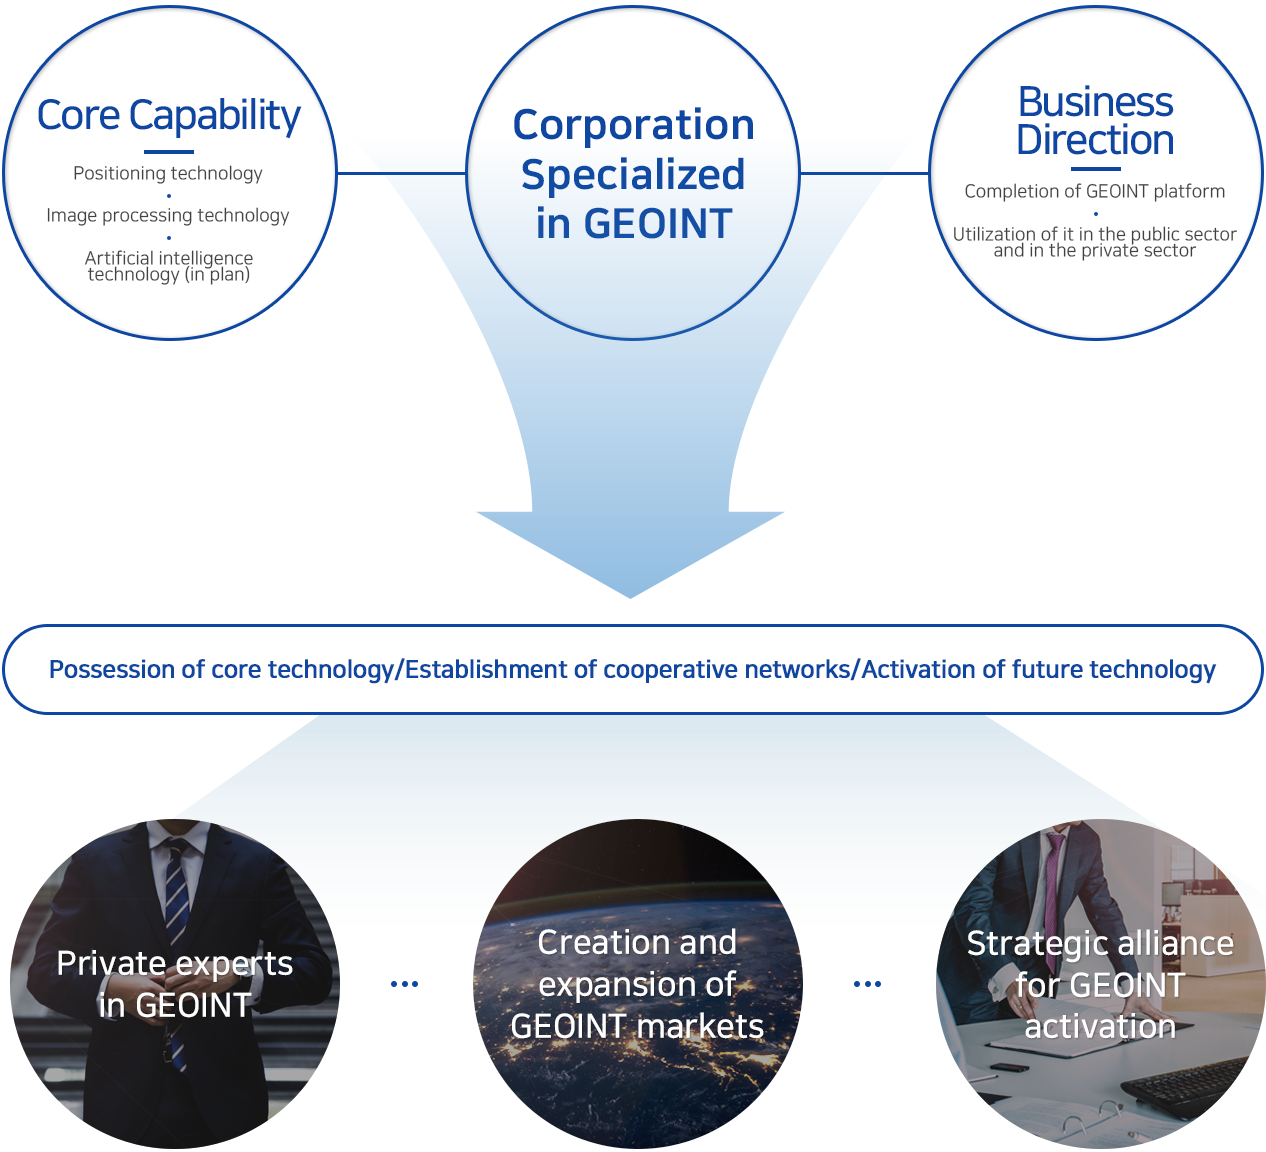 Core Capability
Positioning technology
Image processing technology
Artificial intelligence
technology (in plan)
Corporation
Specialized
in GEOINT
Business
Direction
Completion of GEOINT platform
Utilization of it in the public sector
and in the private sector
Possession of core technology/Establishment of cooperative networks/Activation of future technology
Private experts
in GEOINT
Creation and
expansion of
GEOINT markets
Strategic alliance
for GEOINT
activation